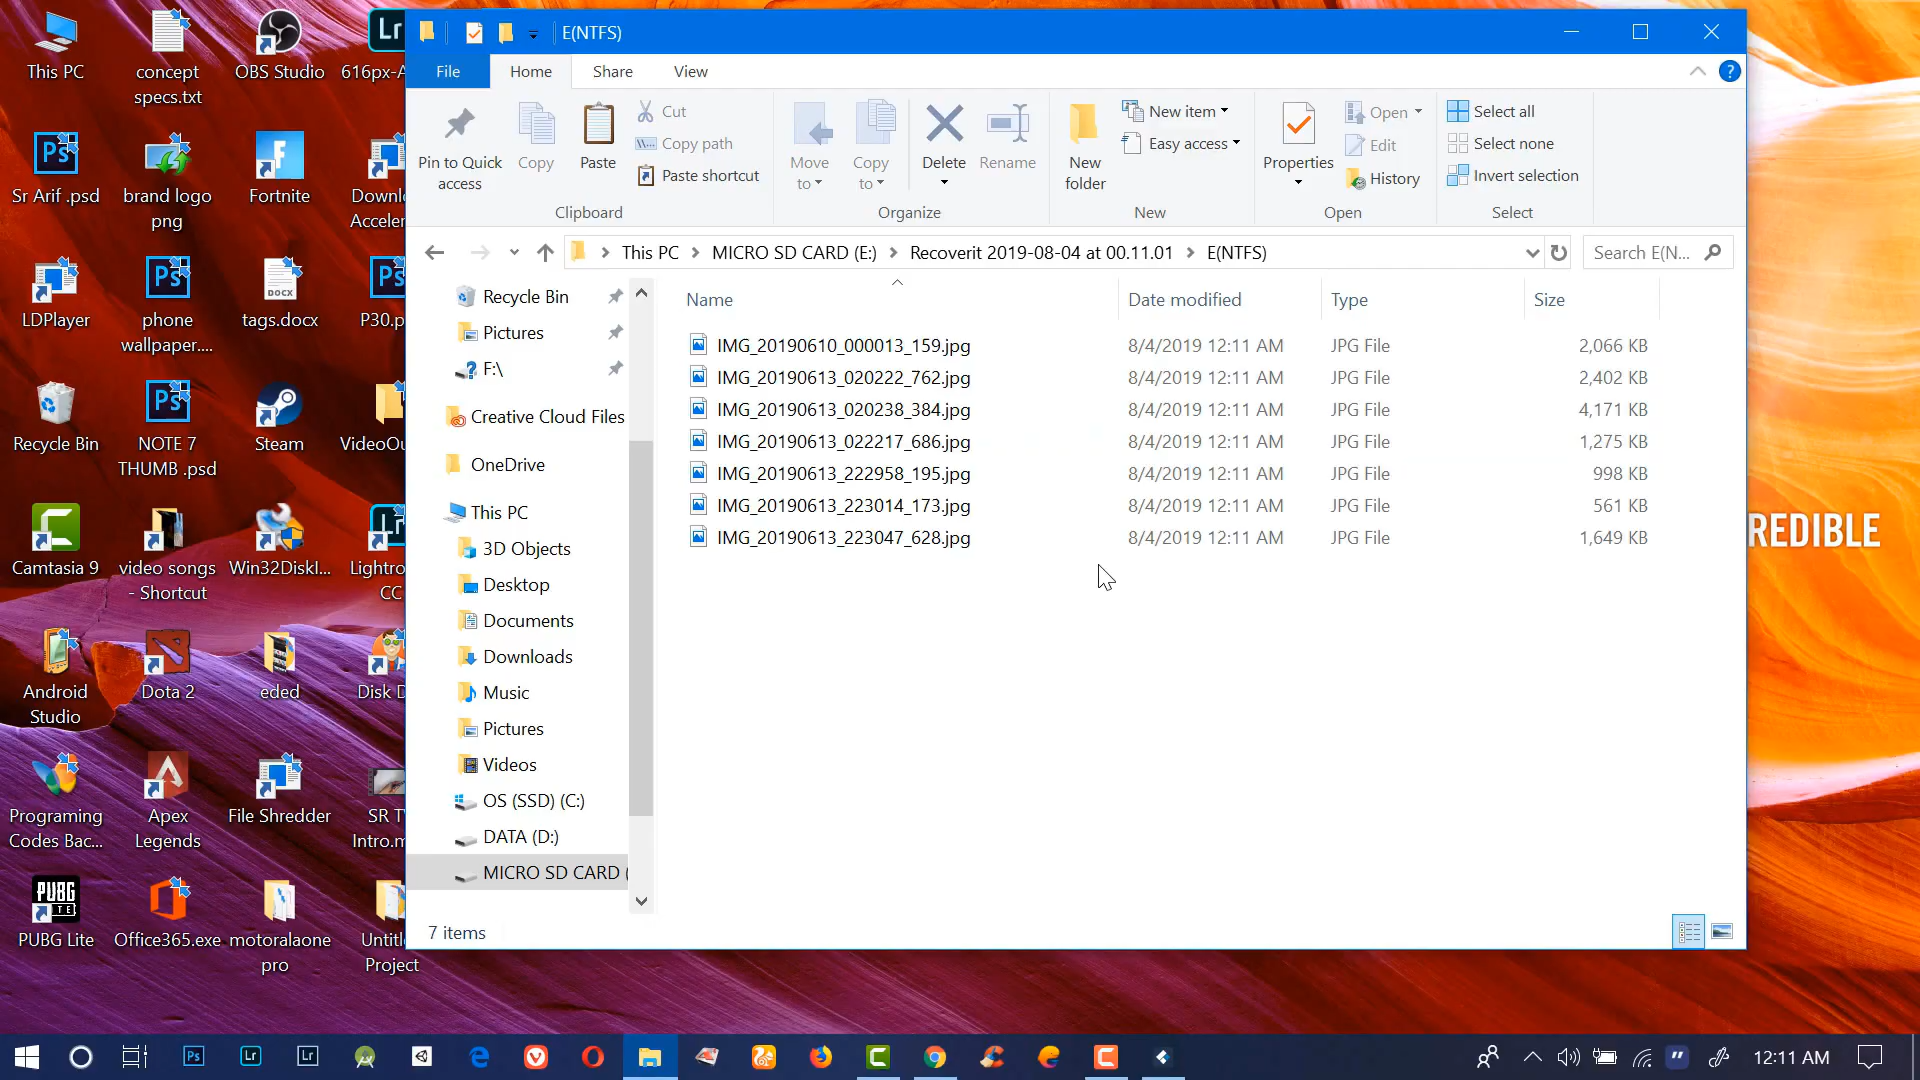 This PC
concept
specs.txt
OBS Studio
616px-A
Sr Arif .psd
brand logo
png
Fortnite
Downlo
Acceler
LDPlayer
phone
wallpaper....
tags.docx
P30.p
Recycle Bin
NOTE 7
THUMB .psd
Steam
VideoOu
Camtasia 9
video songs
- Shortcut
Win32DiskI...
Lightro
CC
Android
Studio
Dota 2
eded
Disk D
Programing
Codes Bac...
Apex
Legends
File Shredder
SR T
Intro.m
PUBG Lite
Office365.exe
motoralaone
pro
Untitle
Project
E(NTFS)
File
Home
Share
View
Pin to Quick
access
Copy
Paste
Cut
Copy path
Paste shortcut
Clipboard
Move
to
Copy
to
Delete
Rename
Organize
New
folder
New item
Easy access
New
Properties
Open
Edit
History
Open
Select all
Select none
Invert selection
Select
This PC
MICRO SD CARD (E:)
Recoverit 2019-08-04 at 00.11.01
E(NTFS)
Search E(N...
Recycle Bin
Pictures
F:\
Creative Cloud Files
OneDrive
This PC
3D Objects
Desktop
Documents
Downloads
Music
Pictures
Videos
OS (SSD) (C:)
DATA (D:)
MICRO SD CARD (
Name Date modified Type Size
IMG_20190610_000013_159.jpg 8/4/2019 12:11 AM JPG File 2,066 KB
IMG_20190613_020222_762.jpg 8/4/2019 12:11 AM JPG File 2,402 KB
IMG_20190613_020238_384.jpg 8/4/2019 12:11 AM JPG File 4,171 KB
IMG_20190613_022217_686.jpg 8/4/2019 12:11 AM JPG File 1,275 KB
IMG_20190613_222958_195.jpg 8/4/2019 12:11 AM JPG File 998 KB
IMG_20190613_223014_173.jpg 8/4/2019 12:11 AM JPG File 561 KB
IMG_20190613_223047_628.jpg 8/4/2019 12:11 AM JPG File 1,649 KB
7 items
REDIBLE
12:11 AM